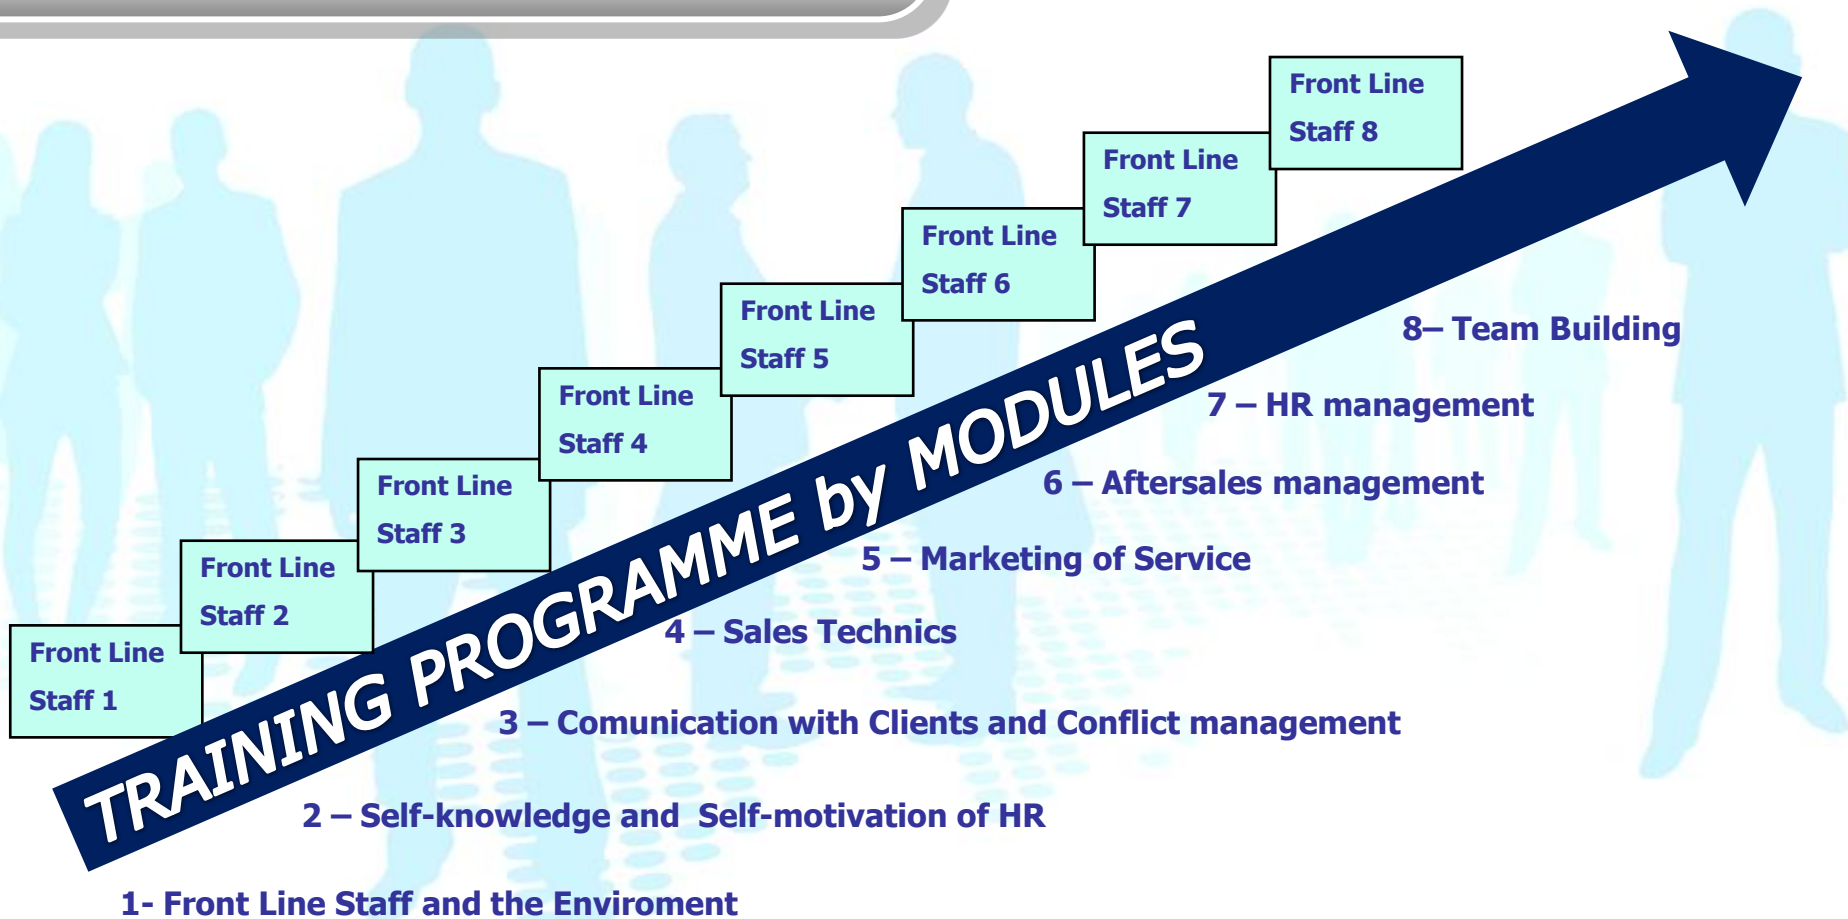 Front Line
Staff 8
Front Line
Staff 7
Front Line
Staff 6
Front Line
Staff 5
Front Line
Staff 4
Front Line
Staff 3
Front Line
Staff 2
Front Line
Staff 1
TRAINING PROGRAMME by MODULES
8– Team Building
7 – HR management
6 – Aftersales management
5 – Marketing of Service
4 – Sales Technics
3 – Comunication with Clients and Conflict management
2 – Self-knowledge and  Self-motivation of HR
1- Front Line Staff and the Enviroment